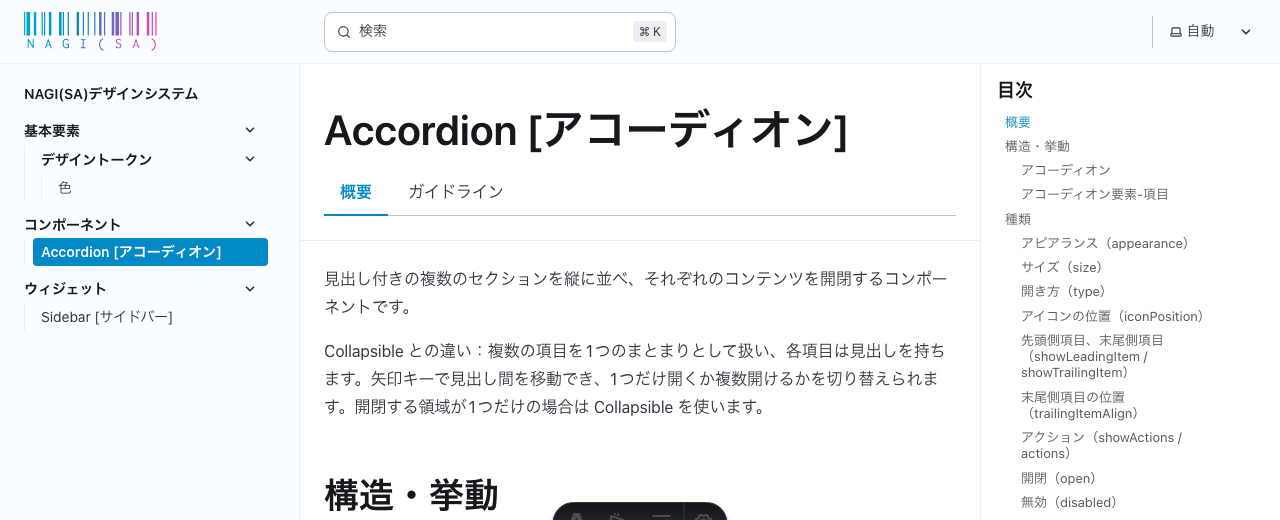 NAGI(SA)
検索
⌘ K
自動
NAGI(SA)デザインシステム
基本要素
デザイントークン
色
コンポーネント
Accordion [アコーディオン]
ウィジェット
Sidebar [サイドバー]
Accordion [アコーディオン]
概要
ガイドライン
見出し付きの複数のセクションを縦に並べ、それぞれのコンテンツを開閉するコンポー
ネントです。
Collapsible との違い：複数の項目を1つのまとまりとして扱い、各項目は見出しを持ち
ます。矢印キーで見出し間を移動でき、1つだけ開くか複数開けるかを切り替えられま
す。開閉する領域が1つだけの場合は Collapsible を使います。
構造・挙動
目次
概要
構造・挙動
アコーディオン
アコーディオン要素-項目
種類
アピアランス（appearance）
サイズ（size）
開き方（type）
アイコンの位置（iconPosition）
先頭側項目、末尾側項目
（showLeadingItem /
showTrailingItem）
末尾側項目の位置
（trailingItemAlign）
アクション（showActions /
actions）
開閉（open）
無効（disabled）